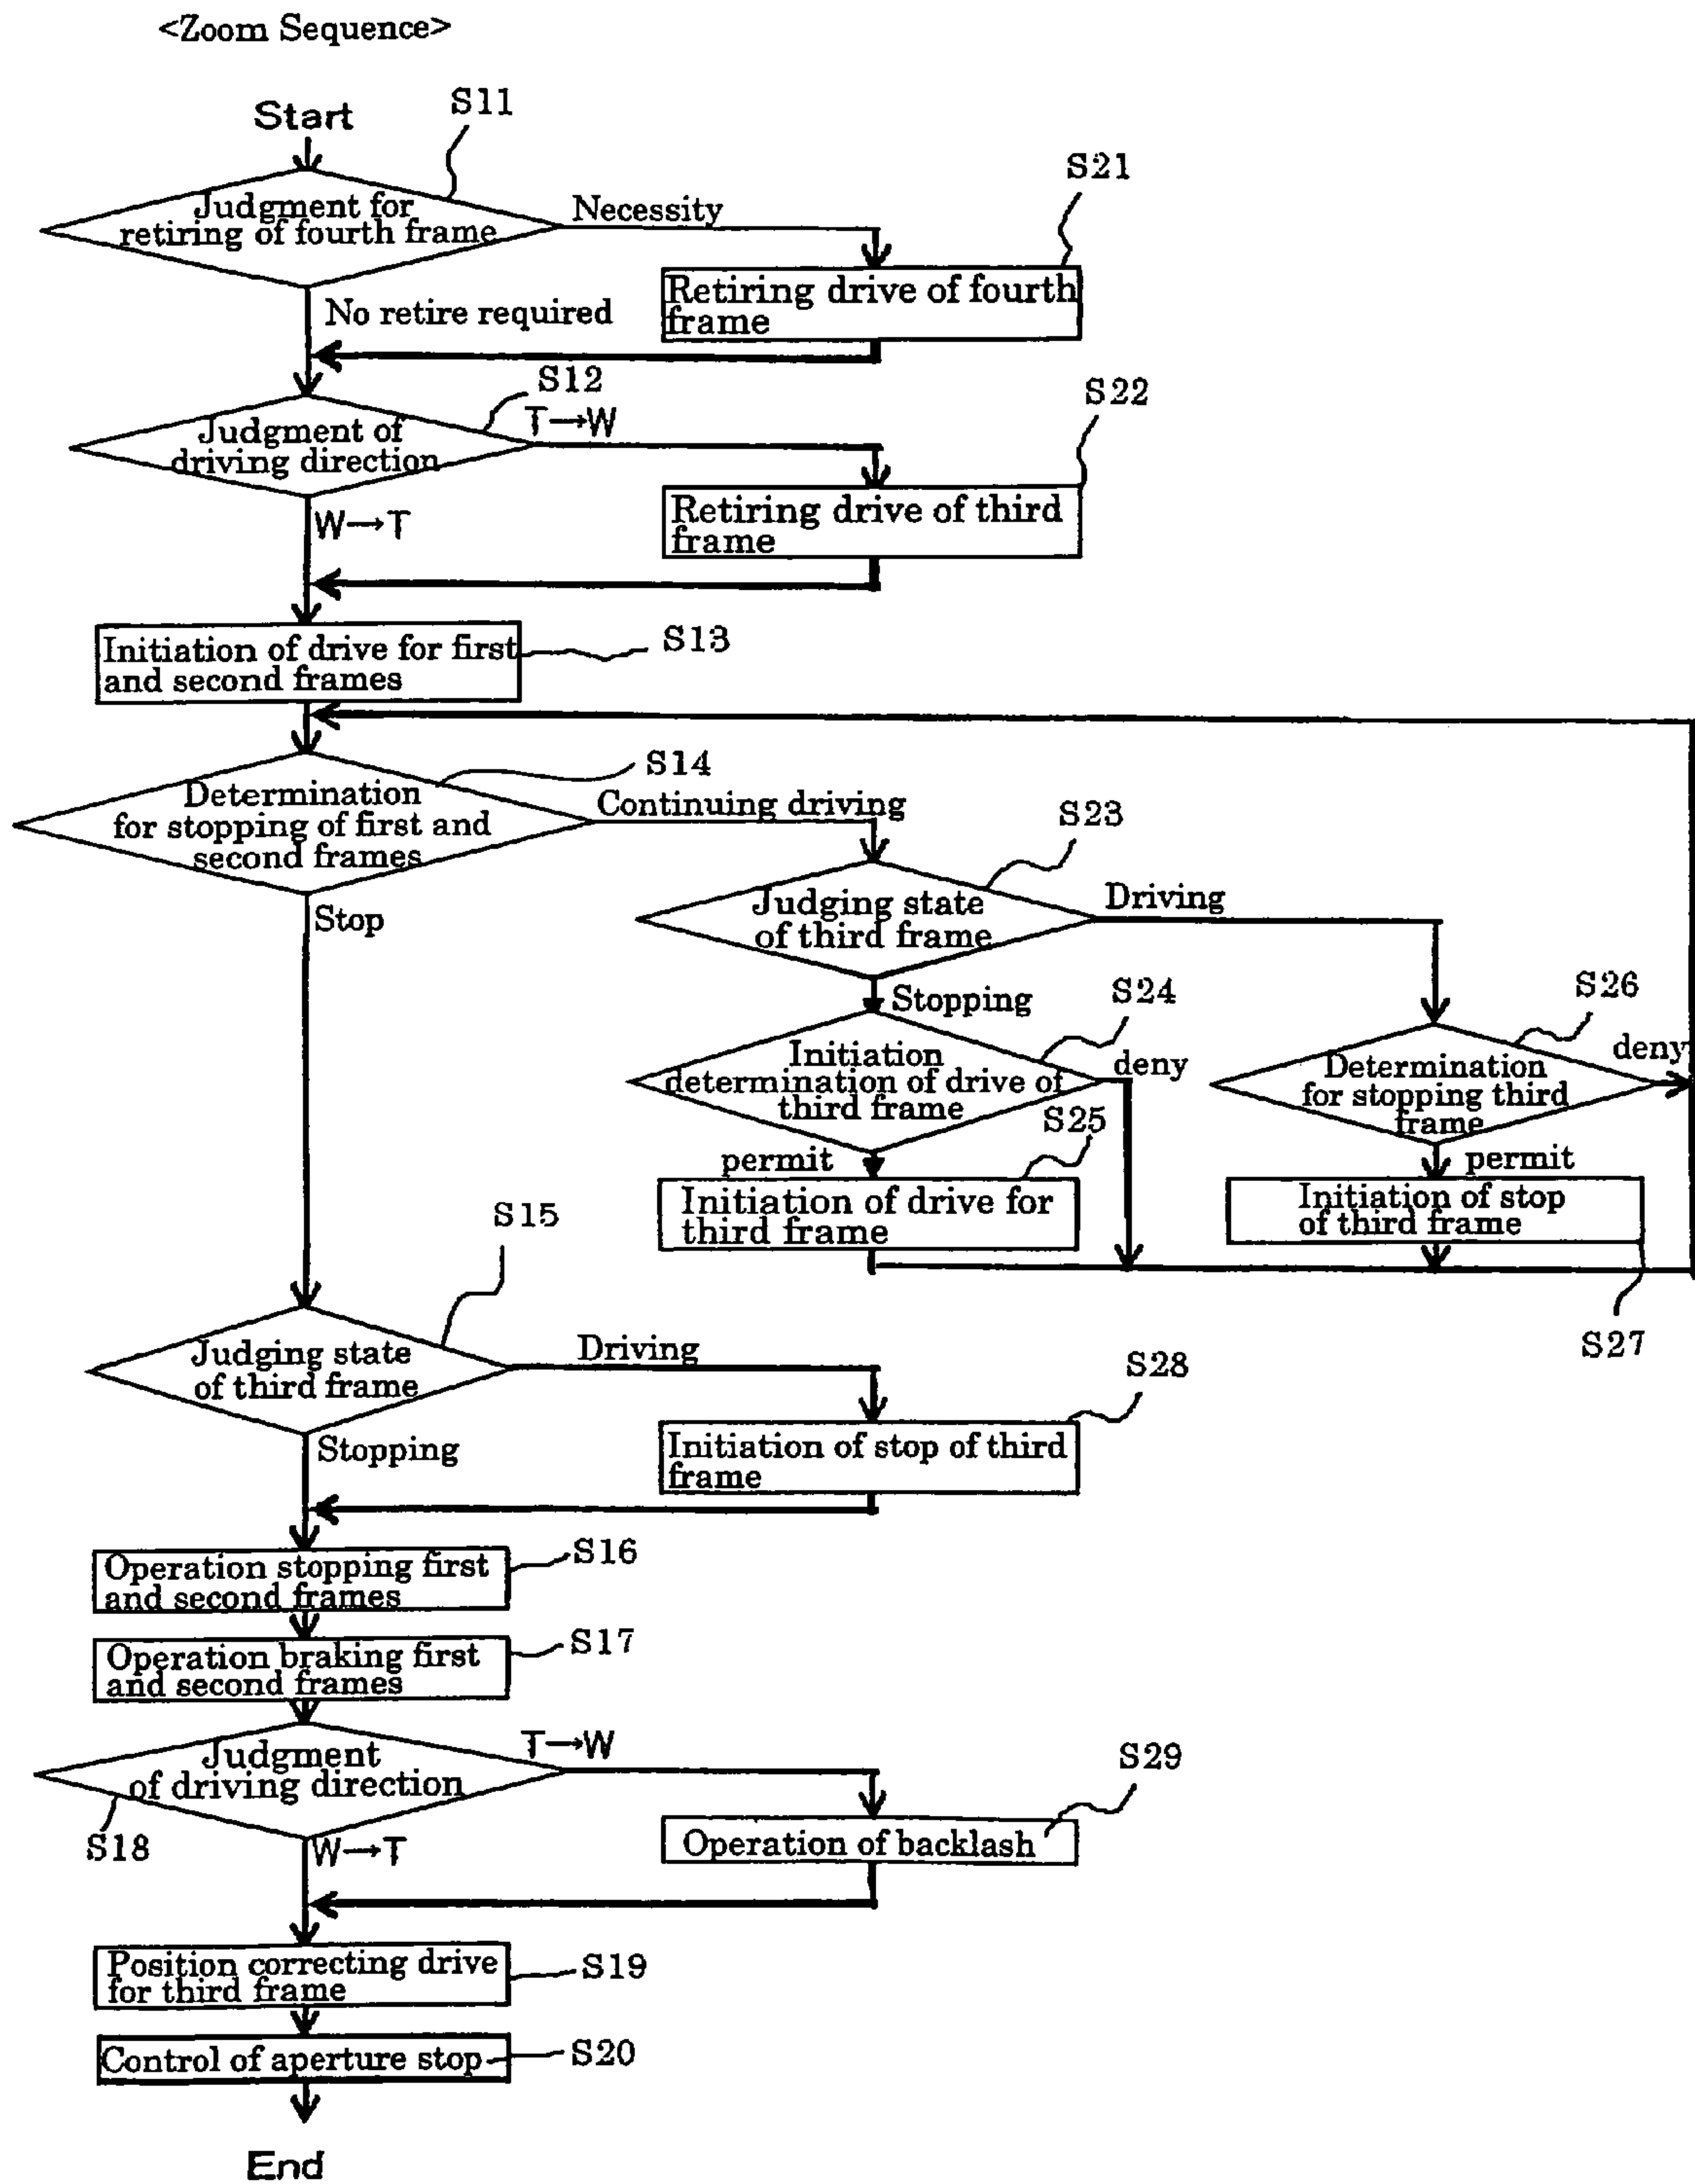 <Zoom Sequence>
Start
S11
Judgment for
retiring of fourth frame
Necessity
S21
Retiring drive of fourth
frame
No retire required
S12
Judgment of
driving direction
T→W
S22
Retiring drive of third
frame
W→T
Initiation of drive for first
and second frames
S13
S14
Determination
for stopping of first and
second frames
Continuing driving
S23
Judging state
of third frame
Driving
Stop
Stopping
S24
Initiation
determination of drive of
third frame
deny
S26
Determination
for stopping third
frame
deny
S25
permit
Initiation of drive for
third frame
permit
Initiation of stop
of third frame
S27
S15
Judging state
of third frame
Driving
S28
Initiation of stop of third
frame
Stopping
Operation stopping first
and second frames
S16
Operation braking first
and second frames
S17
Judgment
of driving direction
T→W
S18
S29
Operation of backlash
W→T
Position correcting drive
for third frame
S19
Control of aperture stop
S20
End